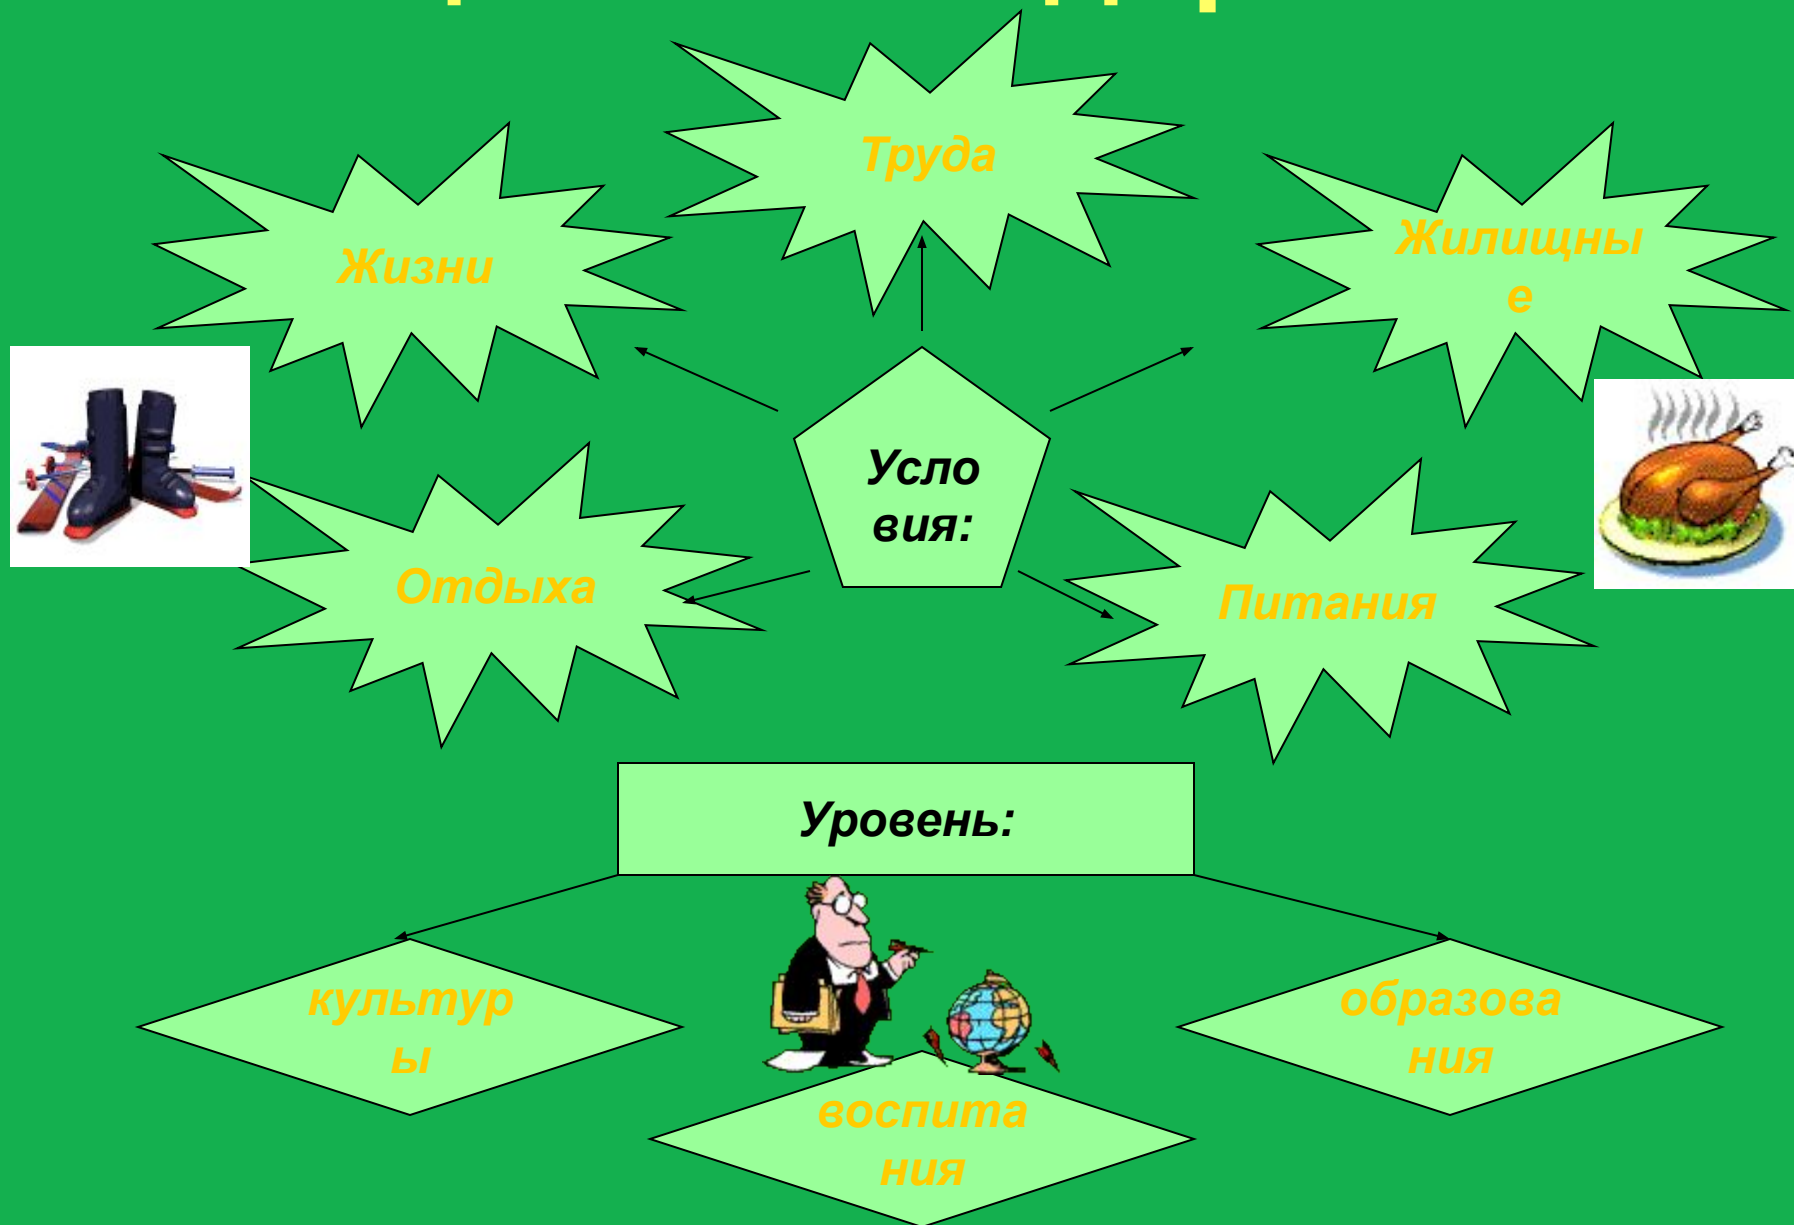 Труда
Жизни
Жилищны
е
Усло
вия:
Отдыха
Питания
Уровень:
культур
ы
образова
ния
воспита
ния